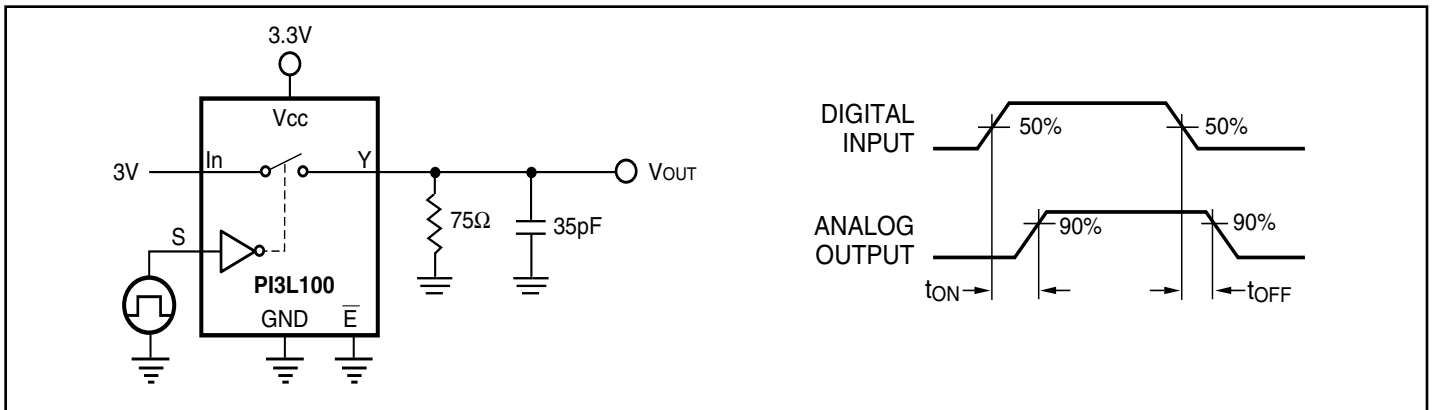 3.3V
Vcc
3V
In
Y
VOUT
75Ω
35pF
S
PI3L100
GND
E̅
DIGITAL
INPUT
50%
50%
ANALOG
OUTPUT
90%
90%
tON
tOFF